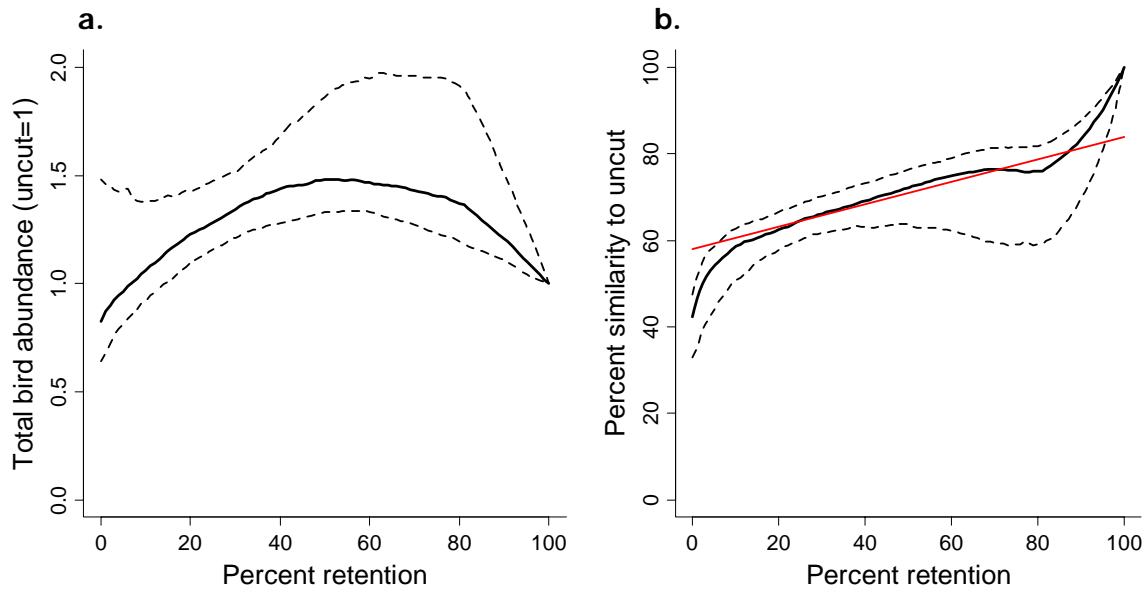 a.
Total bird abundance (uncut=1)
2.0
1.5
1.0
0.5
0.0
0 20 40 60 80 100
Percent retention
b.
Percent similarity to uncut
100
80
60
40
20
0
0 20 40 60 80 100
Percent retention